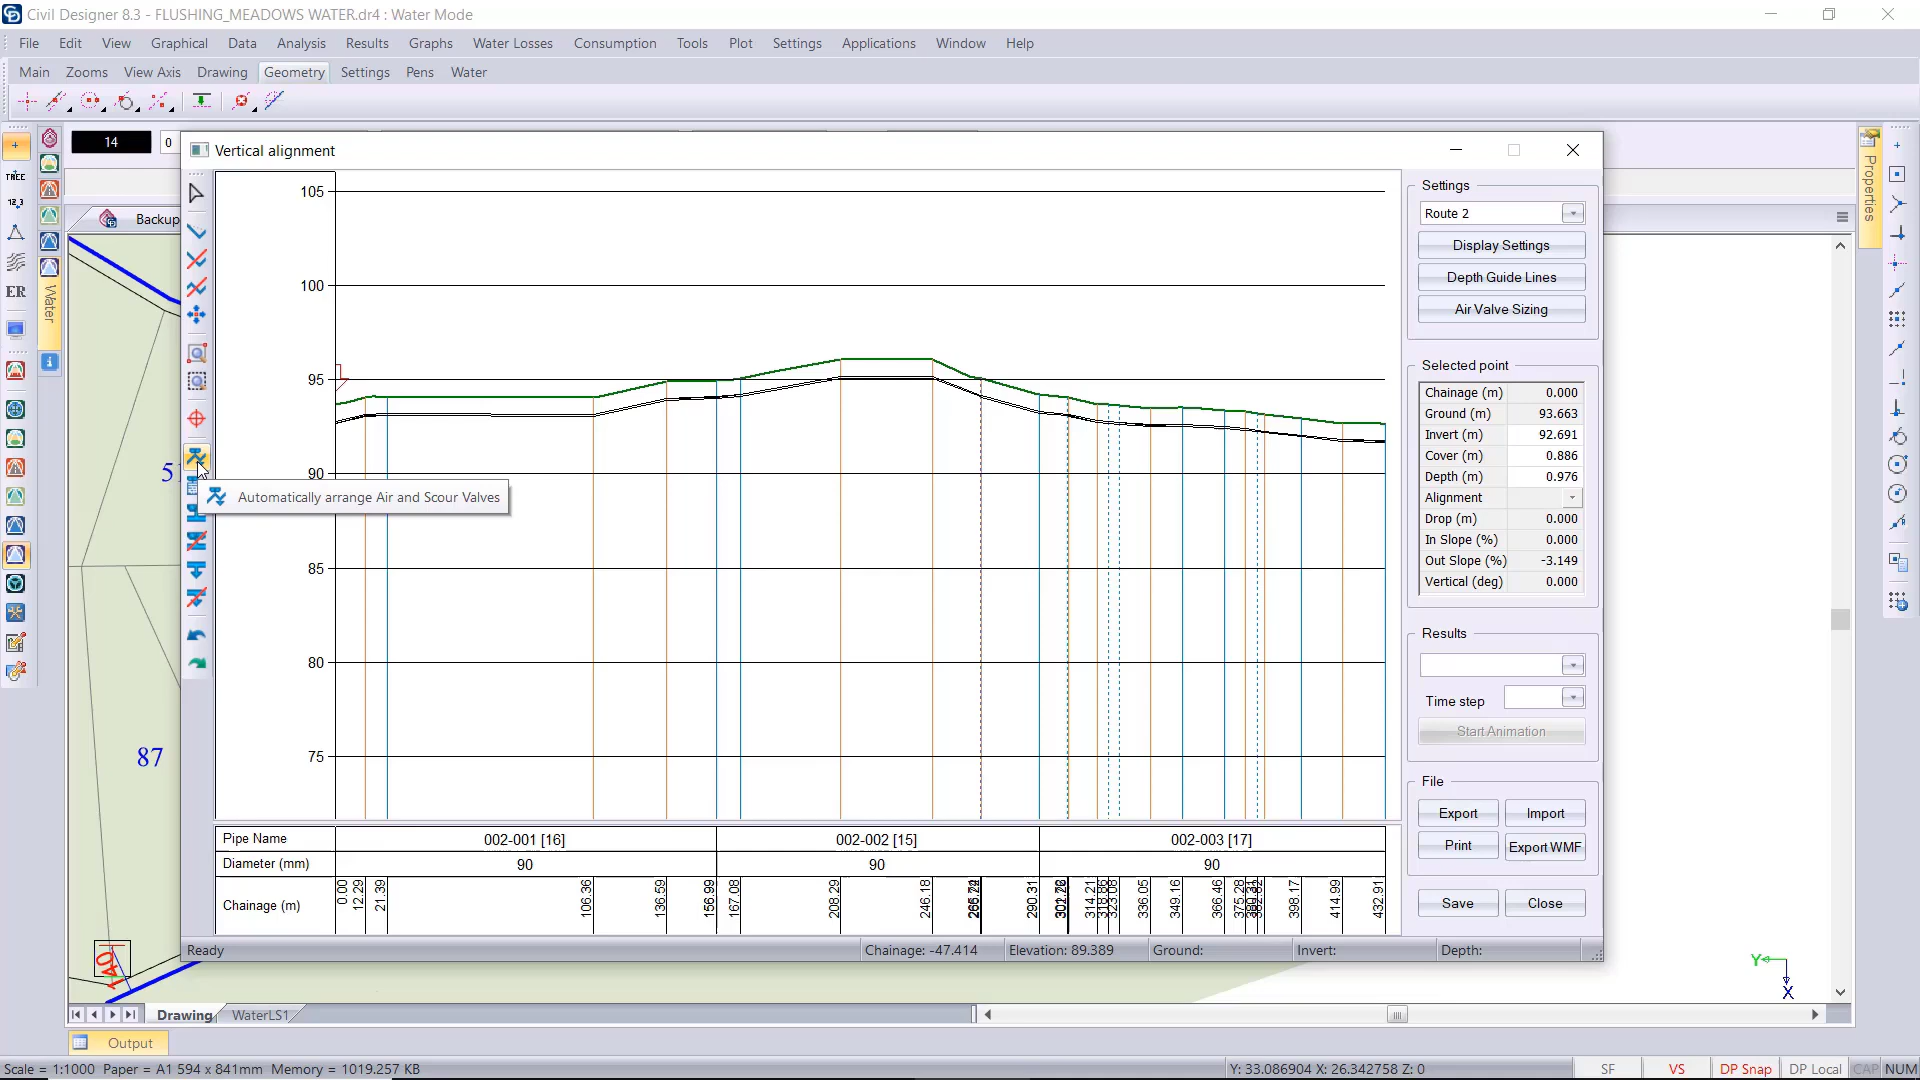 Civil Designer 8.3 - FLUSHING_MEADOWS WATER.dr4 : Water Mode
File Edit View Graphical Data Analysis Results Graphs Water Losses Consumption Tools Plot Settings Applications Window Help
Main Zooms View Axis Drawing Geometry Settings Pens Water
14 0
Vertical alignment
Backup
TREE
ER
Water
Properties
105
100
95
90
85
80
75
87
Automatically arrange Air and Scour Valves
Settings
Route 2
Display Settings
Depth Guide Lines
Air Valve Sizing
Selected point
Chainage (m) 0.000
Ground (m) 93.663
Invert (m) 92.691
Cover (m) 0.886
Depth (m) 0.976
Alignment
Drop (m) 0.000
In Slope (%) 0.000
Out Slope (%) -3.149
Vertical (deg) 0.000
Results
Time step
Start Animation
File
Export Import
Print Export WMF
Save Close
Pipe Name 002-001 [16] 002-002 [15] 002-003 [17]
Diameter (mm) 90 90 90
Chainage (m) 0.00 12.29 21.39 106.36 136.59 156.99 167.08 208.29 246.18 290.31 314.21 336.05 349.16 366.46 375.28 398.17 414.99 432.91
Ready Chainage: -47.414 Elevation: 89.389 Ground: Invert: Depth:
Y X
Drawing WaterLS1
Output
Scale = 1:1000 Paper = A1 594 x 841mm Memory = 1019.257 KB Y: 33.086904 X: 26.342758 Z: 0 SF VS DP Snap DP Local CAP NUM